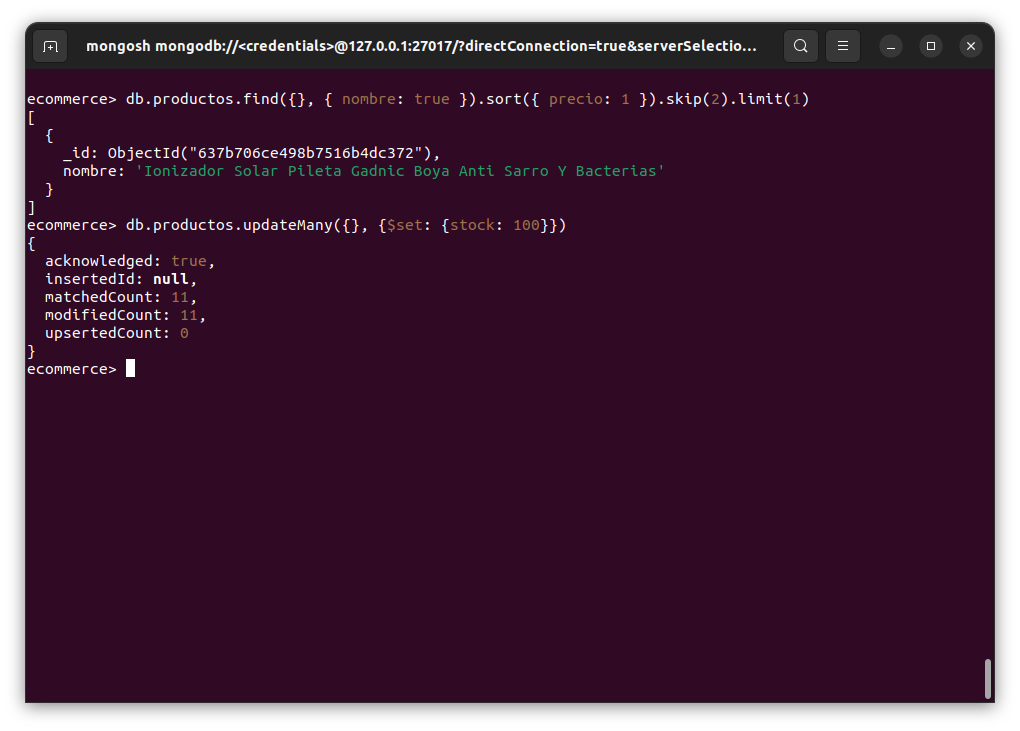 mongosh mongodb://<credentials>@127.0.0.1:27017/?directConnection=true&serverSelectio...
ecommerce> db.productos.find({}, { nombre: true }).sort({ precio: 1 }).skip(2).limit(1)
[
  {
    _id: ObjectId("637b706ce498b7516b4dc372"),
    nombre: 'Ionizador Solar Pileta Gadnic Boya Anti Sarro Y Bacterias'
  }
]
ecommerce> db.productos.updateMany({}, {$set: {stock: 100}})
{
  acknowledged: true,
  insertedId: null,
  matchedCount: 11,
  modifiedCount: 11,
  upsertedCount: 0
}
ecommerce>